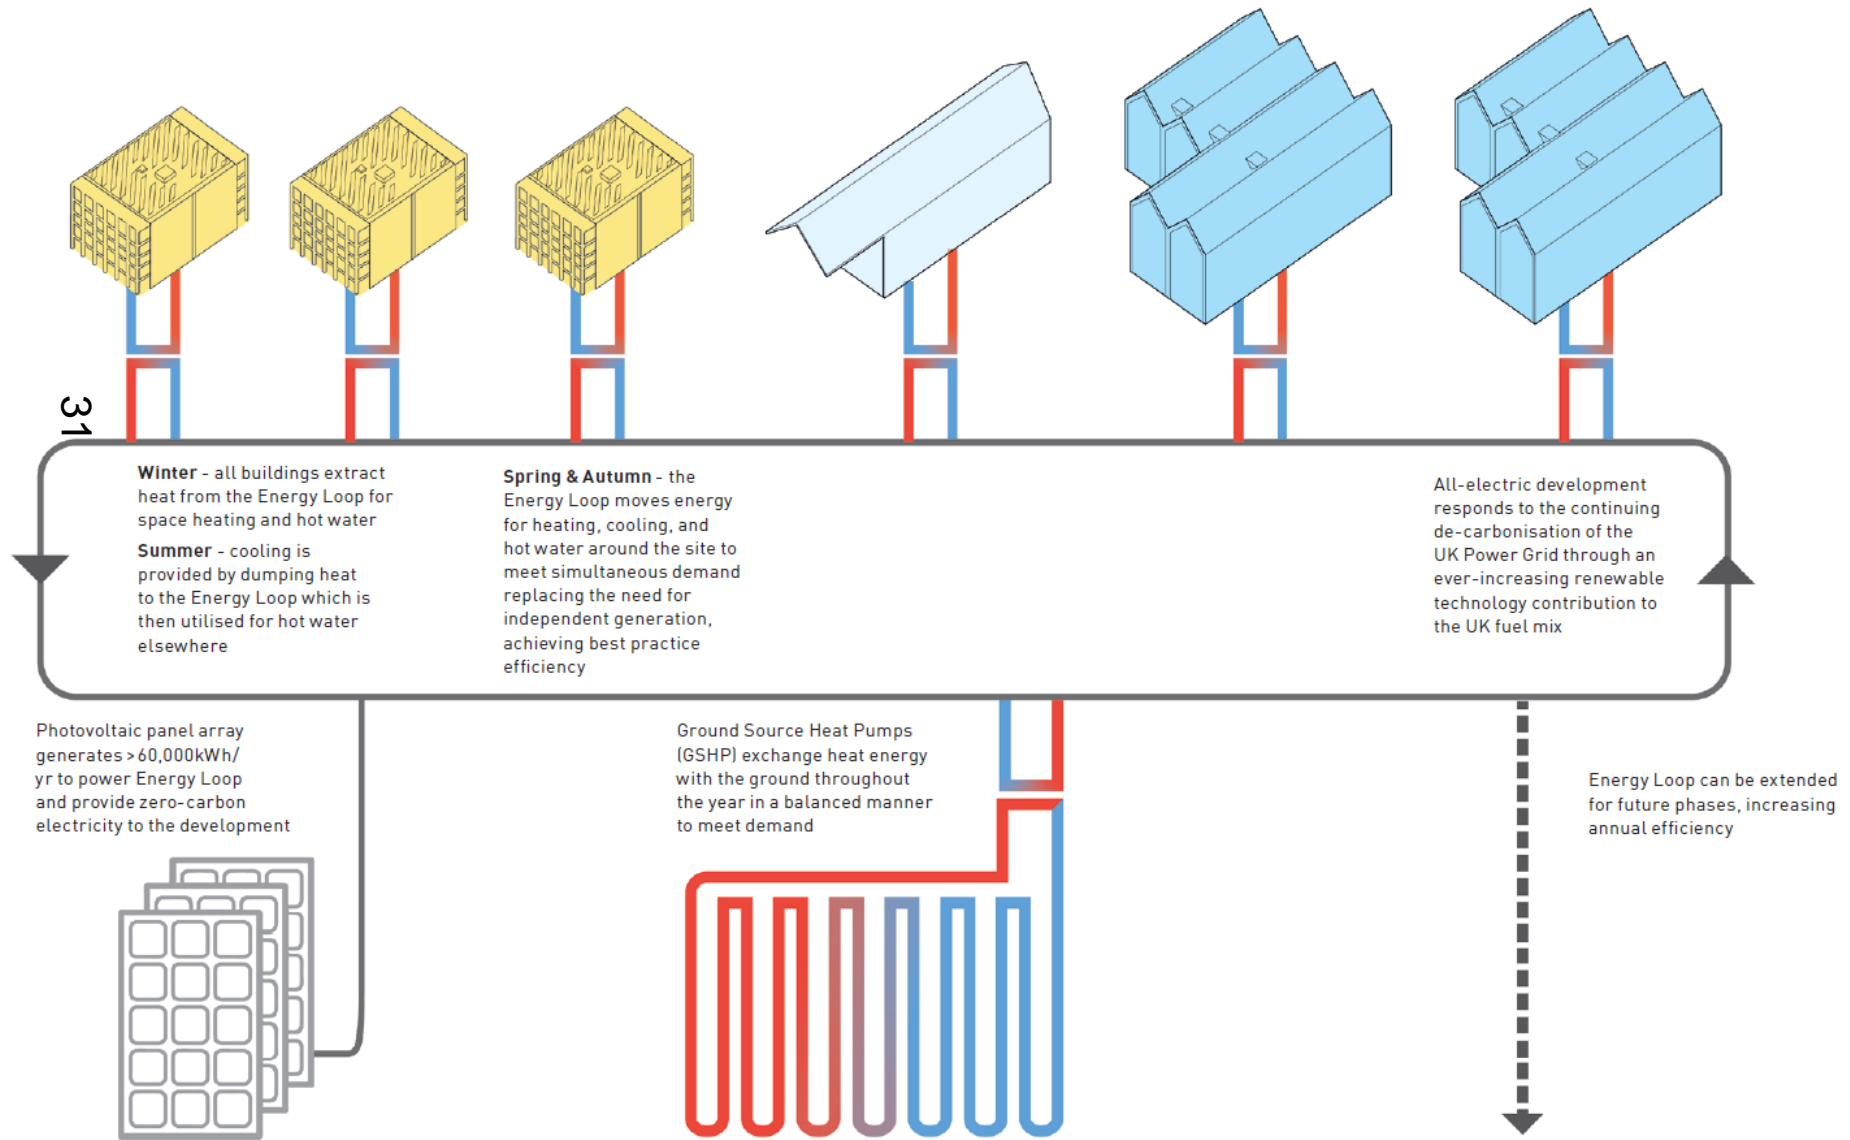 31
Winter - all buildings extract
heat from the Energy Loop for
space heating and hot water
Summer - cooling is
provided by dumping heat
to the Energy Loop which is
then utilised for hot water
elsewhere
Spring & Autumn - the
Energy Loop moves energy
for heating, cooling, and
hot water around the site to
meet simultaneous demand
replacing the need for
independent generation,
achieving best practice
efficiency
All-electric development
responds to the continuing
de-carbonisation of the
UK Power Grid through an
ever-increasing renewable
technology contribution to
the UK fuel mix
Photovoltaic panel array
generates >60,000kWh/
yr to power Energy Loop
and provide zero-carbon
electricity to the development
Ground Source Heat Pumps
(GSHP) exchange heat energy
with the ground throughout
the year in a balanced manner
to meet demand
Energy Loop can be extended
for future phases, increasing
annual efficiency